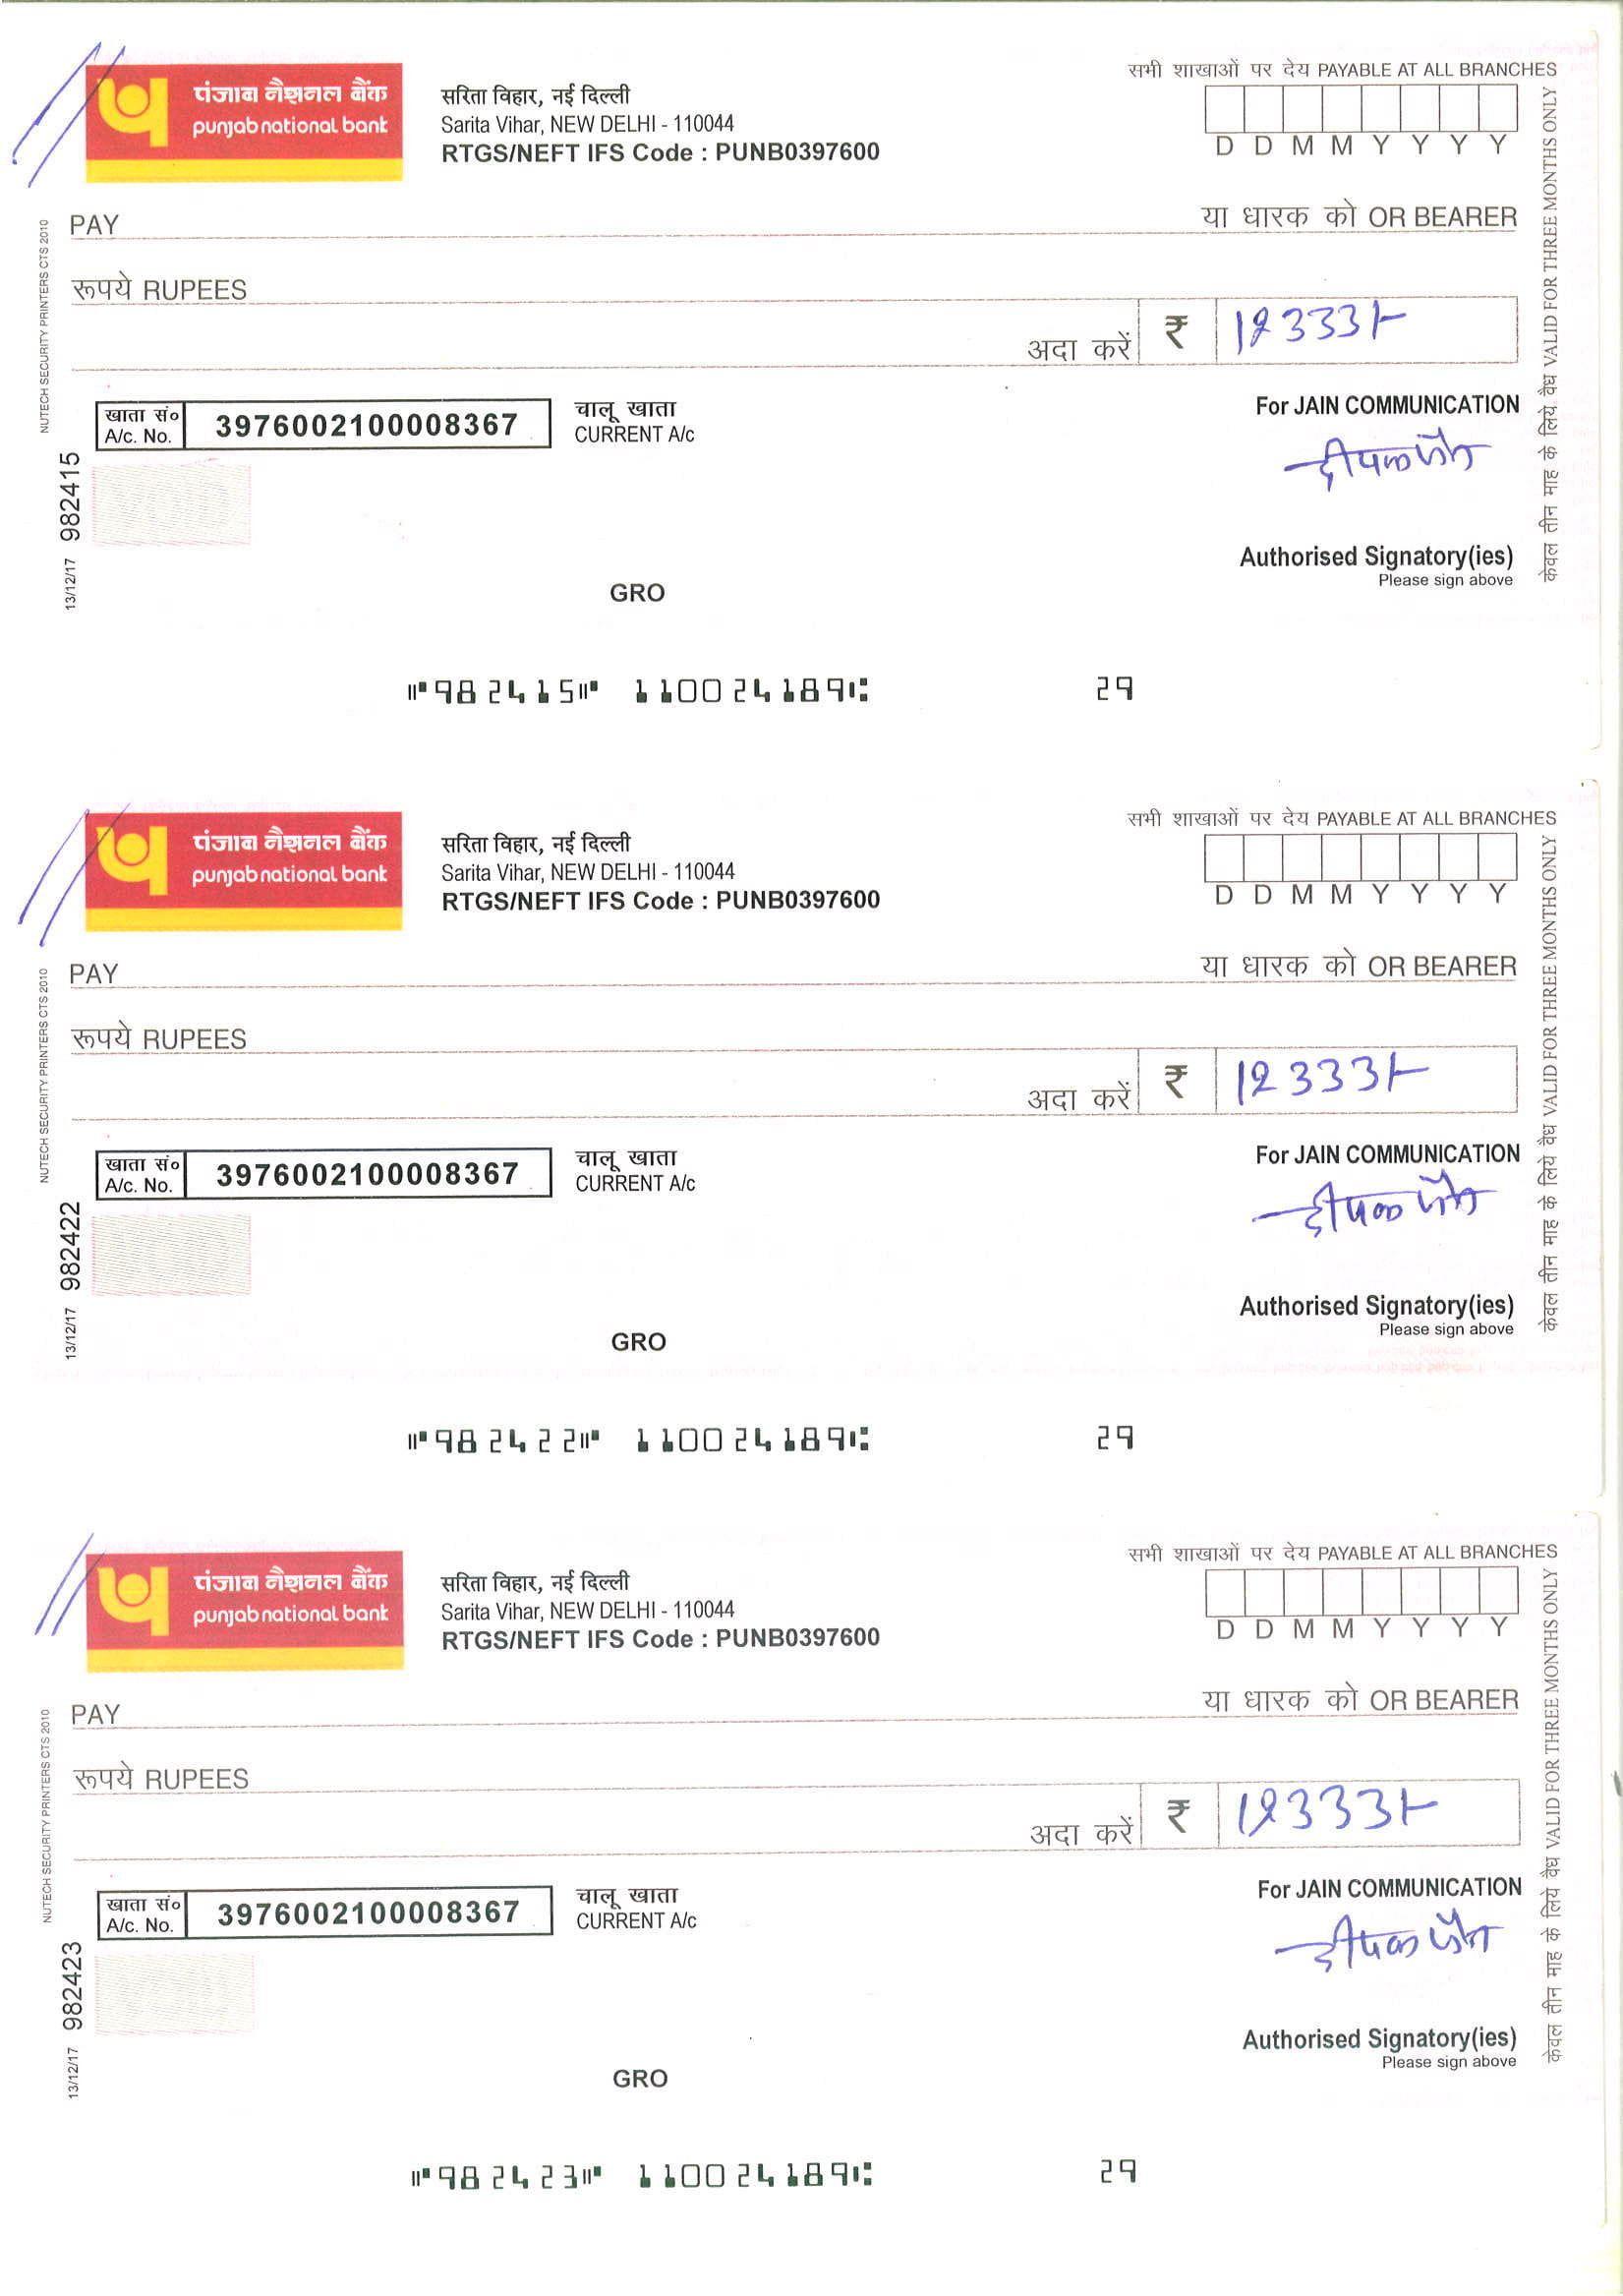 पंजाब नैशनल बैंक
punjab national bank
सरिता विहार, नई दिल्ली
Sarita Vihar, NEW DELHI - 110044
RTGS/NEFT IFS Code : PUNB0397600
सभी शाखाओं पर देय PAYABLE AT ALL BRANCHES
D D M M Y Y Y Y
PAY
या धारक को OR BEARER
रूपये RUPEES
अदा करें ₹ 12333/-
खाता सं०
A/c. No.
3976002100008367
चालू खाता
CURRENT A/c
For JAIN COMMUNICATION
दीपक जैन
Authorised Signatory(ies)
Please sign above
GRO
NUTECH SECURITY PRINTERS CTS 2010
13/12/17 982415
केवल तीन माह के लिये वैध VALID FOR THREE MONTHS ONLY
⑈982415⑈ 110024189⑆ 29
पंजाब नैशनल बैंक
punjab national bank
सरिता विहार, नई दिल्ली
Sarita Vihar, NEW DELHI - 110044
RTGS/NEFT IFS Code : PUNB0397600
सभी शाखाओं पर देय PAYABLE AT ALL BRANCHES
D D M M Y Y Y Y
PAY
या धारक को OR BEARER
रूपये RUPEES
अदा करें ₹ 12333/-
खाता सं०
A/c. No.
3976002100008367
चालू खाता
CURRENT A/c
For JAIN COMMUNICATION
दीपक जैन
Authorised Signatory(ies)
Please sign above
GRO
NUTECH SECURITY PRINTERS CTS 2010
13/12/17 982422
केवल तीन माह के लिये वैध VALID FOR THREE MONTHS ONLY
⑈982422⑈ 110024189⑆ 29
पंजाब नैशनल बैंक
punjab national bank
सरिता विहार, नई दिल्ली
Sarita Vihar, NEW DELHI - 110044
RTGS/NEFT IFS Code : PUNB0397600
सभी शाखाओं पर देय PAYABLE AT ALL BRANCHES
D D M M Y Y Y Y
PAY
या धारक को OR BEARER
रूपये RUPEES
अदा करें ₹ 12333/-
खाता सं०
A/c. No.
3976002100008367
चालू खाता
CURRENT A/c
For JAIN COMMUNICATION
दीपक जैन
Authorised Signatory(ies)
Please sign above
GRO
NUTECH SECURITY PRINTERS CTS 2010
13/12/17 982423
केवल तीन माह के लिये वैध VALID FOR THREE MONTHS ONLY
⑈982423⑈ 110024189⑆ 29